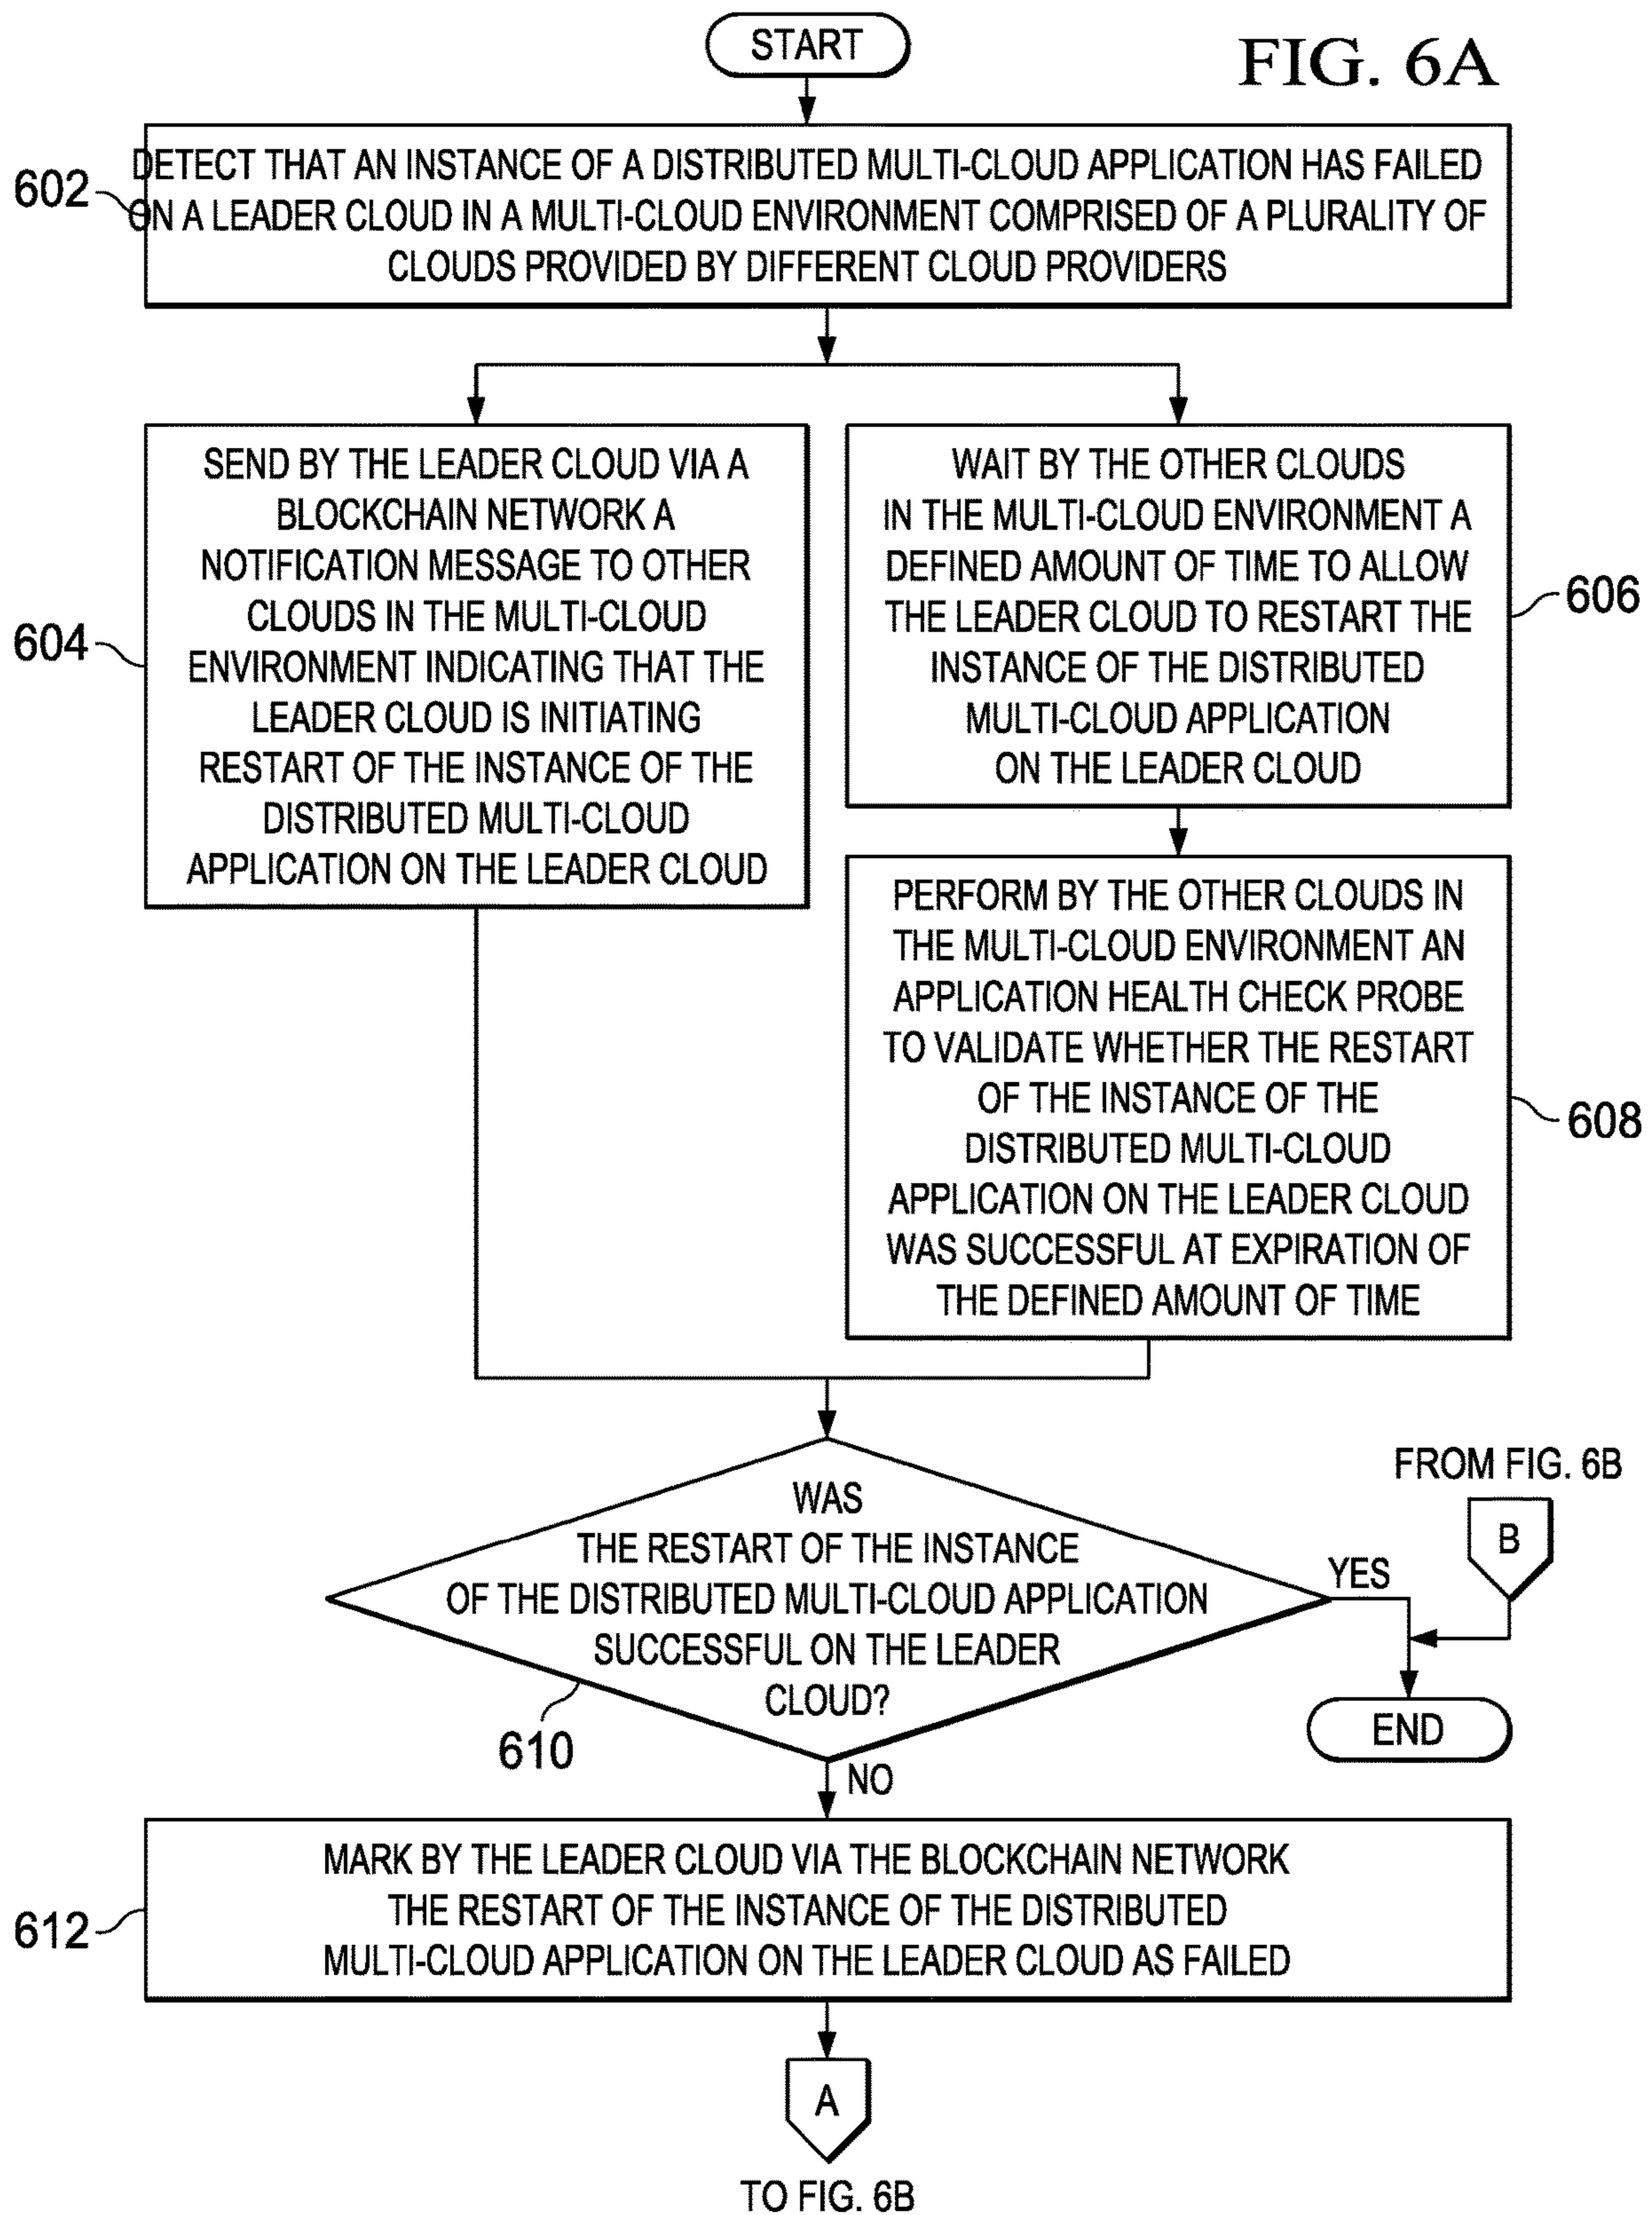 START
FIG. 6A
602
DETECT THAT AN INSTANCE OF A DISTRIBUTED MULTI-CLOUD APPLICATION HAS FAILED
ON A LEADER CLOUD IN A MULTI-CLOUD ENVIRONMENT COMPRISED OF A PLURALITY OF
CLOUDS PROVIDED BY DIFFERENT CLOUD PROVIDERS
604
SEND BY THE LEADER CLOUD VIA A
BLOCKCHAIN NETWORK A
NOTIFICATION MESSAGE TO OTHER
CLOUDS IN THE MULTI-CLOUD
ENVIRONMENT INDICATING THAT THE
LEADER CLOUD IS INITIATING
RESTART OF THE INSTANCE OF THE
DISTRIBUTED MULTI-CLOUD
APPLICATION ON THE LEADER CLOUD
WAIT BY THE OTHER CLOUDS
IN THE MULTI-CLOUD ENVIRONMENT A
DEFINED AMOUNT OF TIME TO ALLOW
THE LEADER CLOUD TO RESTART THE
INSTANCE OF THE DISTRIBUTED
MULTI-CLOUD APPLICATION
ON THE LEADER CLOUD
606
PERFORM BY THE OTHER CLOUDS IN
THE MULTI-CLOUD ENVIRONMENT AN
APPLICATION HEALTH CHECK PROBE
TO VALIDATE WHETHER THE RESTART
OF THE INSTANCE OF THE
DISTRIBUTED MULTI-CLOUD
APPLICATION ON THE LEADER CLOUD
WAS SUCCESSFUL AT EXPIRATION OF
THE DEFINED AMOUNT OF TIME
608
WAS
THE RESTART OF THE INSTANCE
OF THE DISTRIBUTED MULTI-CLOUD APPLICATION
SUCCESSFUL ON THE LEADER
CLOUD?
610
YES
FROM FIG. 6B
B
END
NO
612
MARK BY THE LEADER CLOUD VIA THE BLOCKCHAIN NETWORK
THE RESTART OF THE INSTANCE OF THE DISTRIBUTED
MULTI-CLOUD APPLICATION ON THE LEADER CLOUD AS FAILED
A
TO FIG. 6B